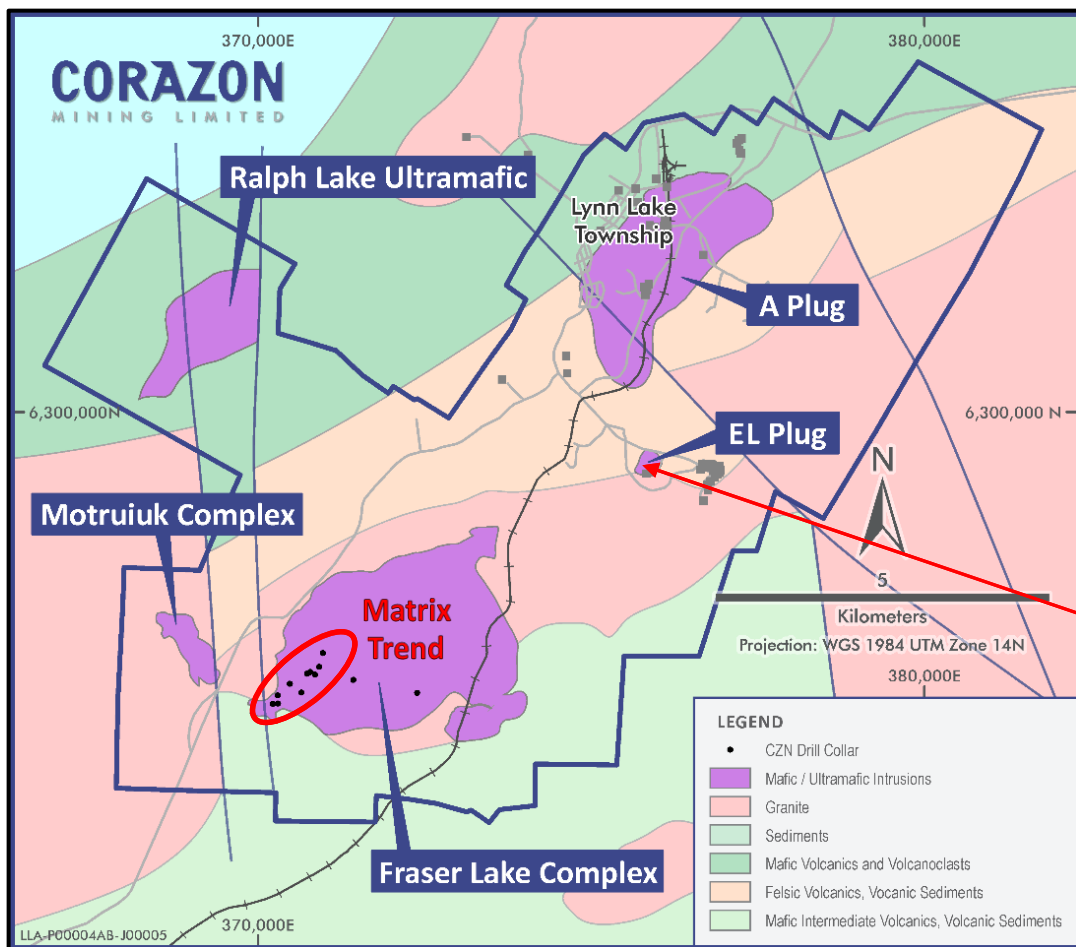 370,000E
380,000E
CORAZON
MINING LIMITED
Ralph Lake Ultramafic
Lynn Lake
Township
A Plug
6,300,000N
6,300,000 N
EL Plug
N
Motruiuk Complex
5
Kilometers
Projection: WGS 1984 UTM Zone 14N
Matrix
Trend
380,000E
LEGEND
CZN Drill Collar
Mafic / Ultramafic Intrusions
Granite
Sediments
Mafic Volcanics and Volcanoclasts
Felsic Volcanics, Vocanic Sediments
Mafic Intermediate Volcanics, Volcanic Sediments
Fraser Lake Complex
370,000E
LLA-P00004AB-J00005